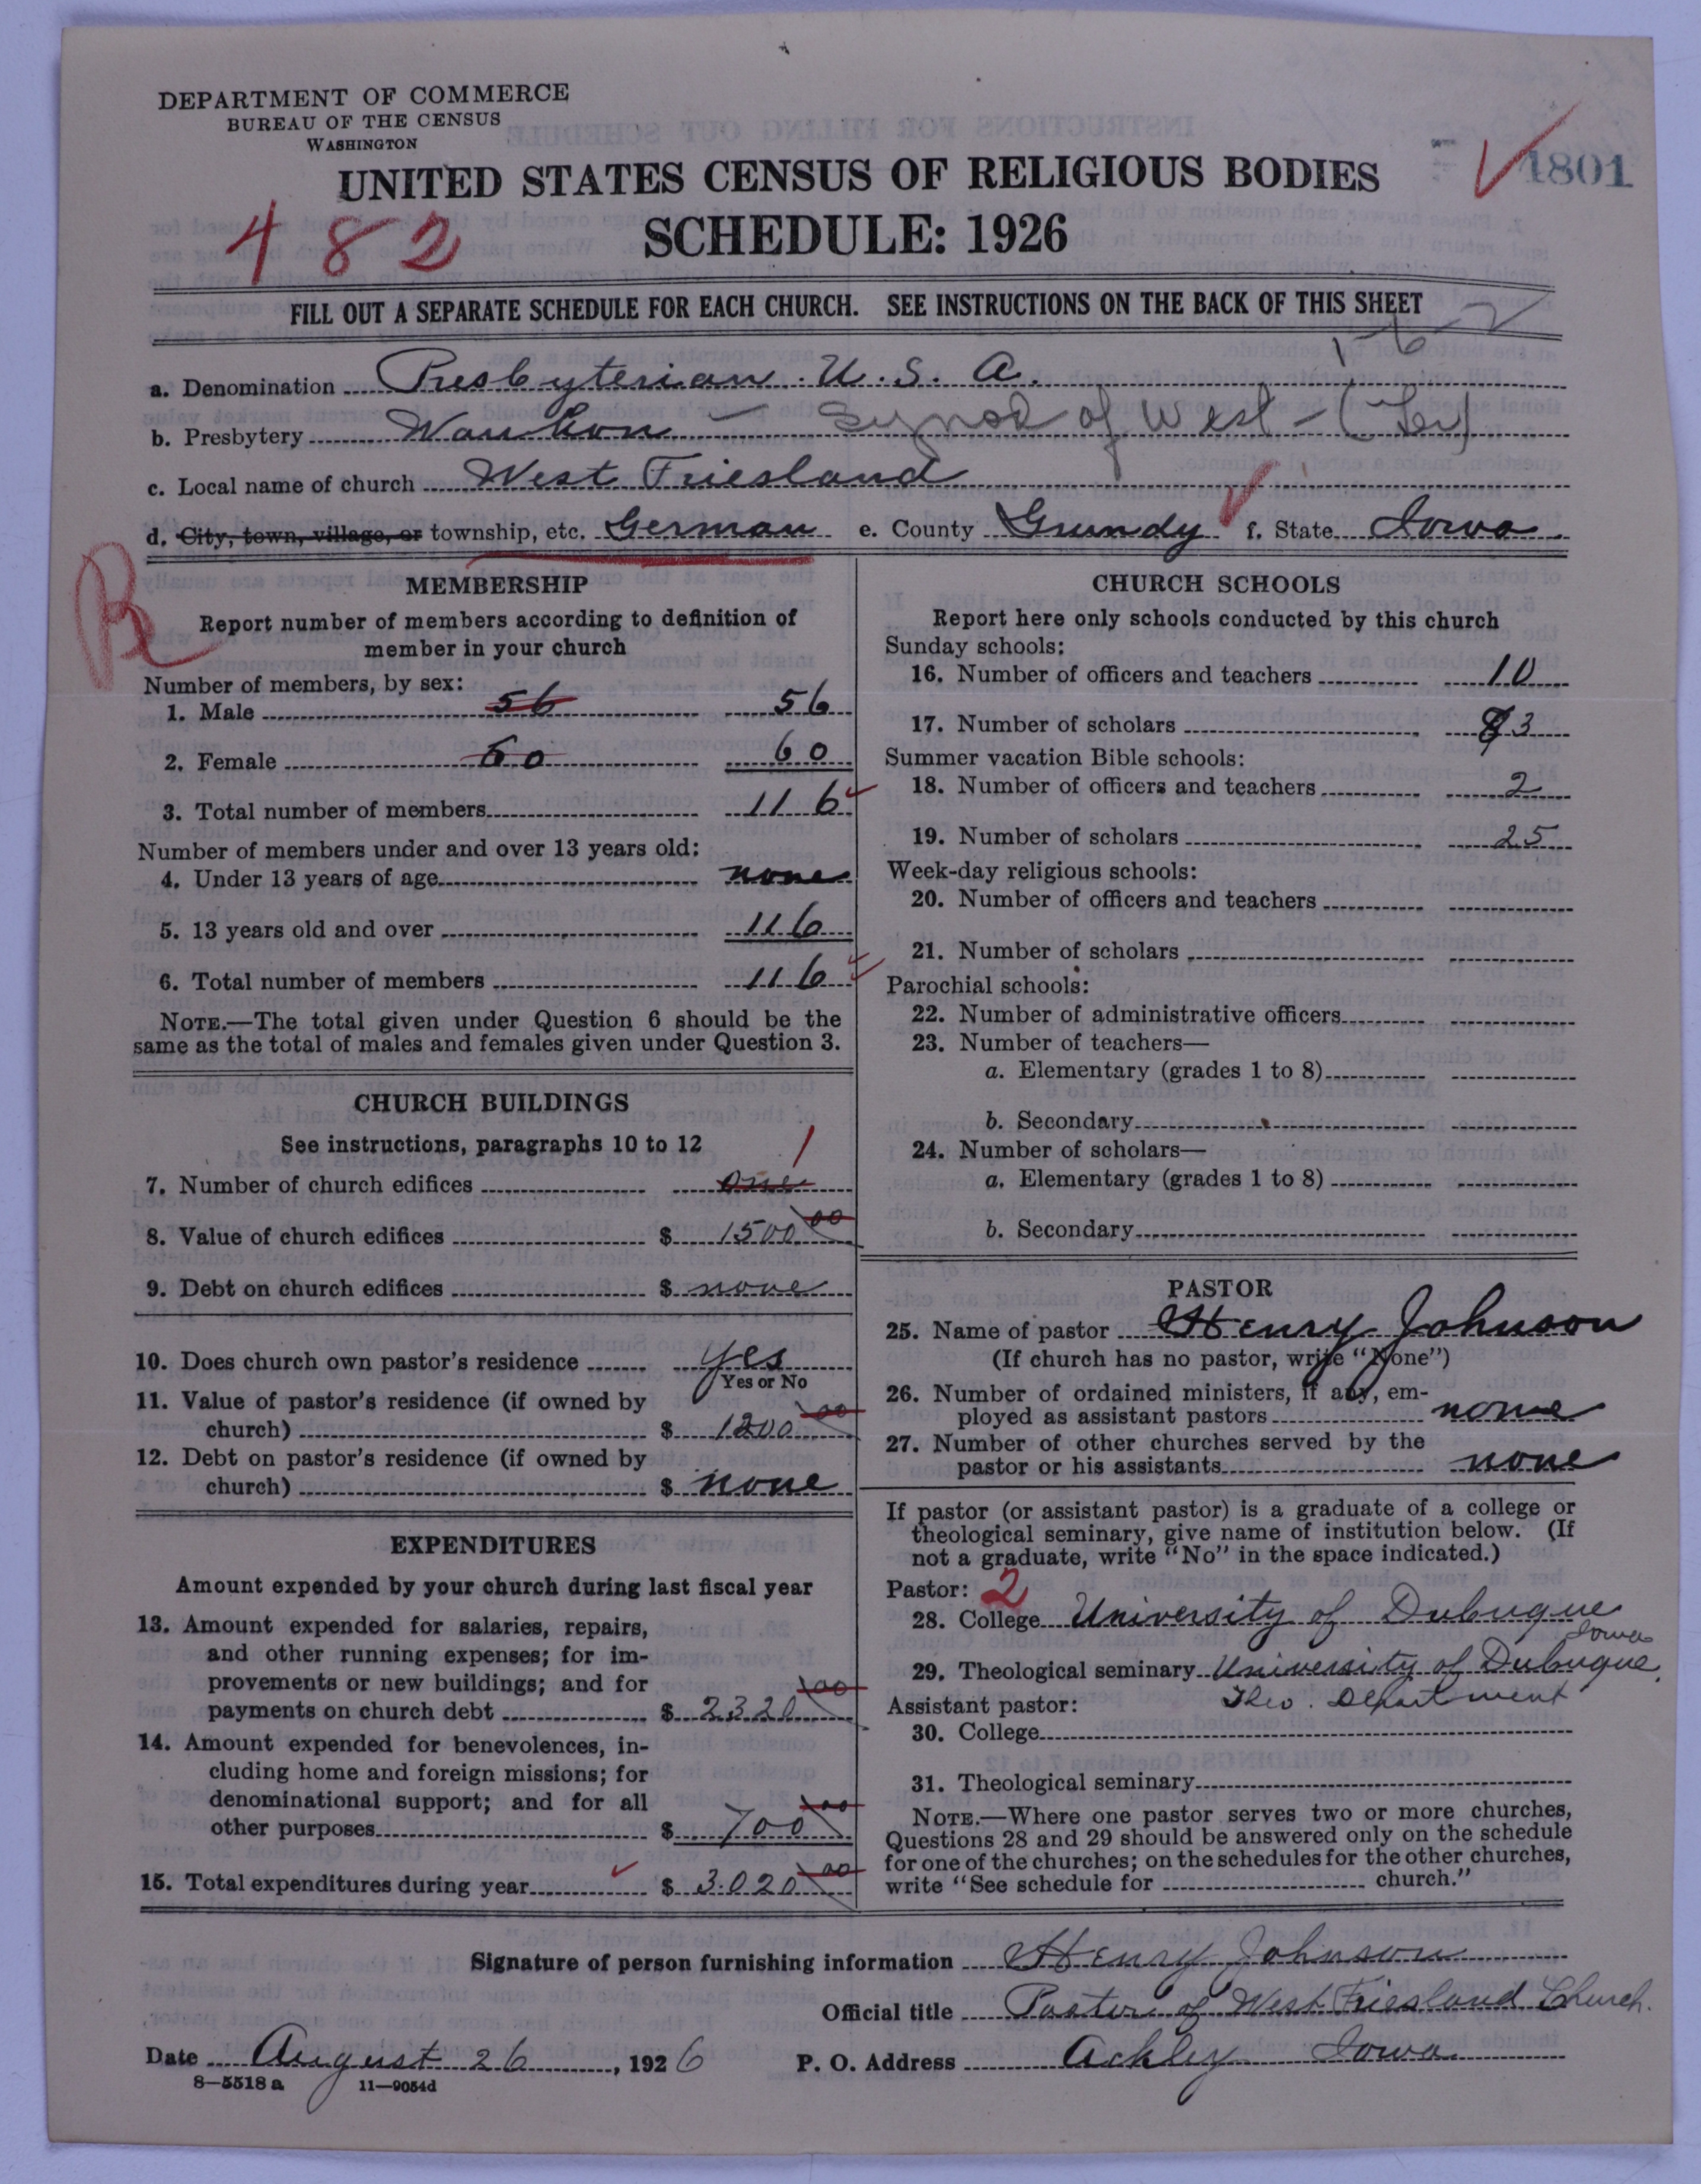 DEPARTMENT OF COMMERCE
BUREAU OF THE CENSUS
WASHINGTON
UNITED STATES CENSUS OF RELIGIOUS BODIES
1801
482
SCHEDULE: 1926
FILL OUT A SEPARATE SCHEDULE FOR EACH CHURCH. SEE INSTRUCTIONS ON THE BACK OF THIS SHEET
1-6-2
a. Denomination Presbyterian U. S. A.
b. Presbytery Waukon Synod of West - (Ger)
c. Local name of church West Friesland
d. City, town, village, or township, etc. German e. County Grundy f. State Iowa
R
MEMBERSHIP
Report number of members according to definition of
member in your church
Number of members, by sex:
1. Male 56 56
2. Female 60 60
3. Total number of members 116
Number of members under and over 13 years old:
4. Under 13 years of age none
5. 13 years old and over 116
6. Total number of members 116
NOTE.—The total given under Question 6 should be the
same as the total of males and females given under Question 3.
CHURCH BUILDINGS
See instructions, paragraphs 10 to 12
1
7. Number of church edifices one
8. Value of church edifices $ 1500 00
9. Debt on church edifices $ none
10. Does church own pastor's residence yes
Yes or No
11. Value of pastor's residence (if owned by
church) $ 1200 00
12. Debt on pastor's residence (if owned by
church) $ none
EXPENDITURES
Amount expended by your church during last fiscal year
13. Amount expended for salaries, repairs,
and other running expenses; for im-
provements or new buildings; and for
payments on church debt $ 2320 00
14. Amount expended for benevolences, in-
cluding home and foreign missions; for
denominational support; and for all
other purposes $ 700 00
15. Total expenditures during year $ 3.020 00
CHURCH SCHOOLS
Report here only schools conducted by this church
Sunday schools:
16. Number of officers and teachers 10
17. Number of scholars 83
Summer vacation Bible schools:
18. Number of officers and teachers 2
19. Number of scholars 25
Week-day religious schools:
20. Number of officers and teachers
21. Number of scholars
Parochial schools:
22. Number of administrative officers
23. Number of teachers—
a. Elementary (grades 1 to 8)
b. Secondary
24. Number of scholars—
a. Elementary (grades 1 to 8)
b. Secondary
PASTOR
25. Name of pastor Henry Johnson
(If church has no pastor, write "None")
26. Number of ordained ministers, if any, em-
ployed as assistant pastors none
27. Number of other churches served by the
pastor or his assistants none
If pastor (or assistant pastor) is a graduate of a college or
theological seminary, give name of institution below. (If
not a graduate, write "No" in the space indicated.)
Pastor: 2
28. College University of Dubuque
Iowa
29. Theological seminary University of Dubuque
Assistant pastor: Theo. Department
30. College
31. Theological seminary
NOTE.—Where one pastor serves two or more churches,
Questions 28 and 29 should be answered only on the schedule
for one of the churches; on the schedules for the other churches,
write "See schedule for church."
Signature of person furnishing information Henry Johnson
Official title Pastor of West Friesland Church.
Date August 26, 1926 P. O. Address Ackley Iowa
8—5518 a 11—9054d